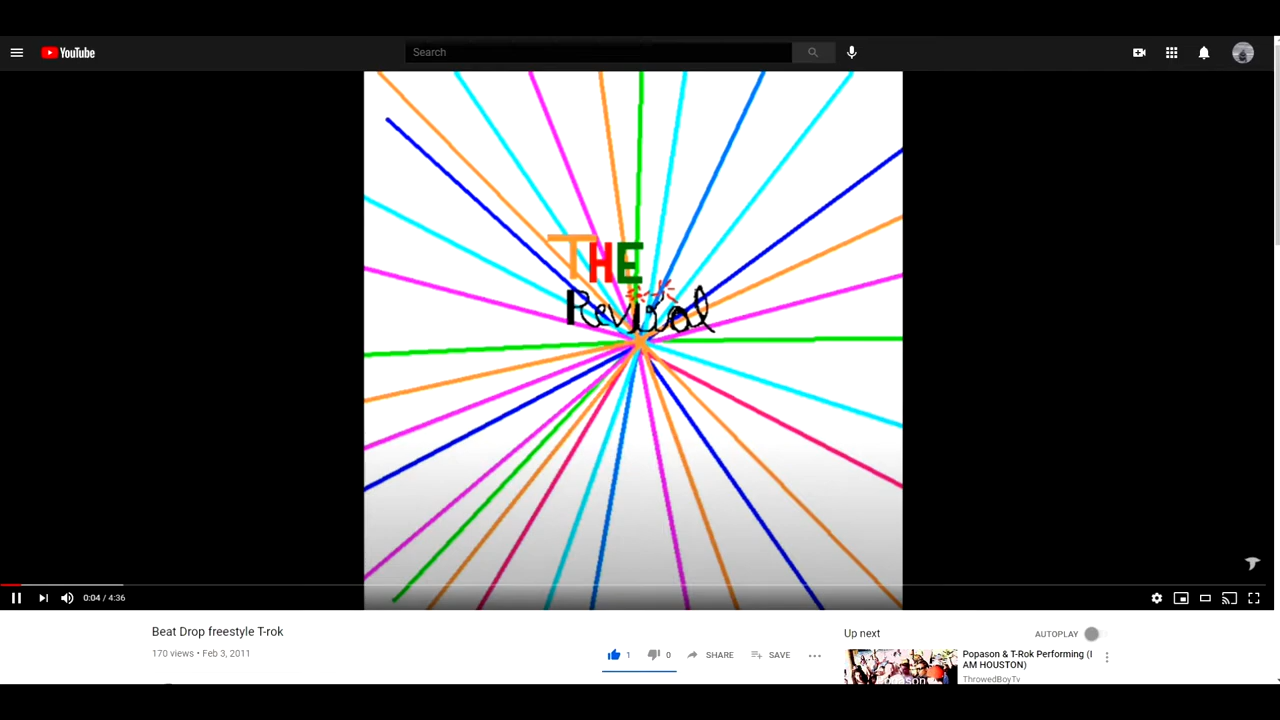 YouTube
Search
THE
Revival
0:04 / 4:36
Beat Drop freestyle T-rok
170 views • Feb 3, 2011
1
0
SHARE
SAVE
Up next
AUTOPLAY
Popason & T-Rok Performing (I
AM HOUSTON)
ThrowedBoyTv